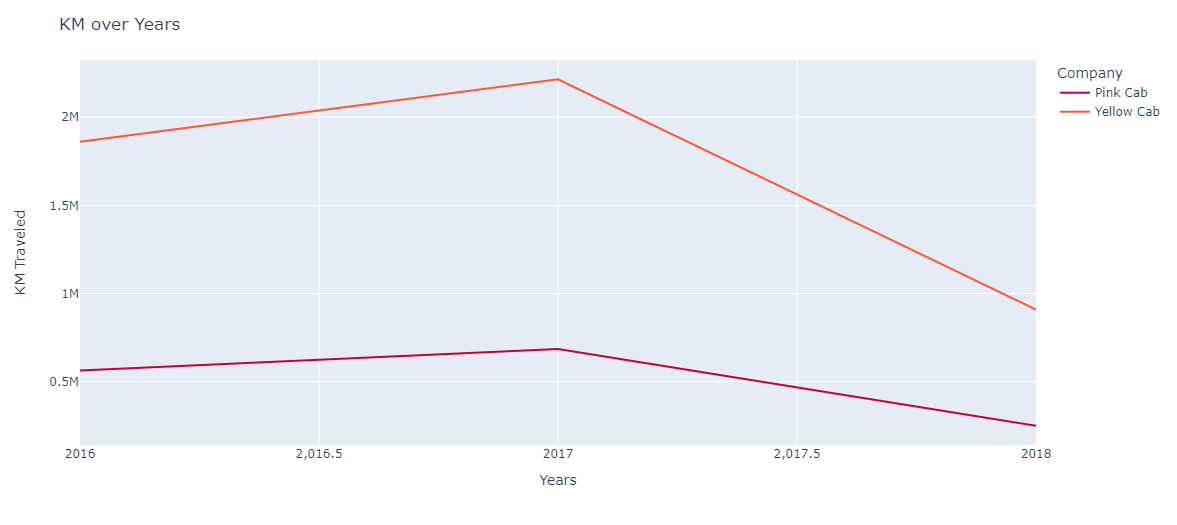 KM over Years
Company
Pink Cab
Yellow Cab
2M
1.5M
1M
0.5M
KM Traveled
2016
2,016.5
2017
2,017.5
2018
Years